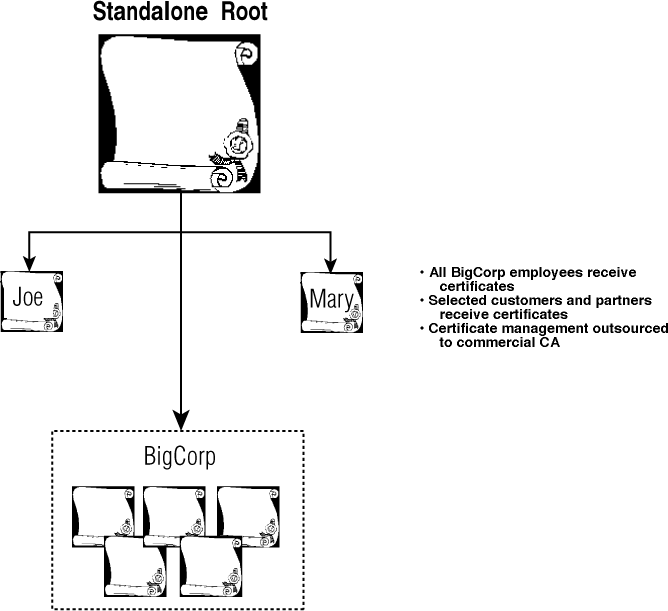 Standalone Root
Joe
Mary
• All BigCorp employees receive
certificates
• Selected customers and partners
receive certificates
• Certificate management outsourced
to commercial CA
BigCorp